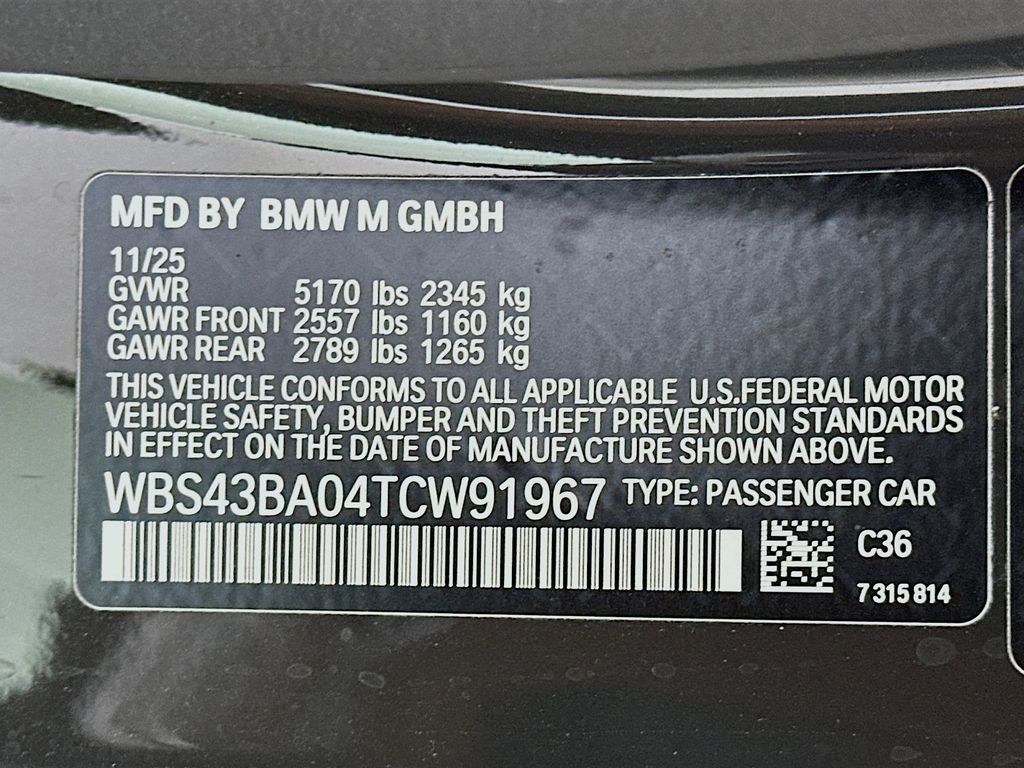 MFD BY BMW M GMBH
11/25
GVWR 5170 lbs 2345 kg
GAWR FRONT 2557 lbs 1160 kg
GAWR REAR 2789 lbs 1265 kg
THIS VEHICLE CONFORMS TO ALL APPLICABLE U.S.FEDERAL MOTOR
VEHICLE SAFETY, BUMPER AND THEFT PREVENTION STANDARDS
IN EFFECT ON THE DATE OF MANUFACTURE SHOWN ABOVE.
WBS43BA04TCW91967 TYPE: PASSENGER CAR
C36
7 315 814